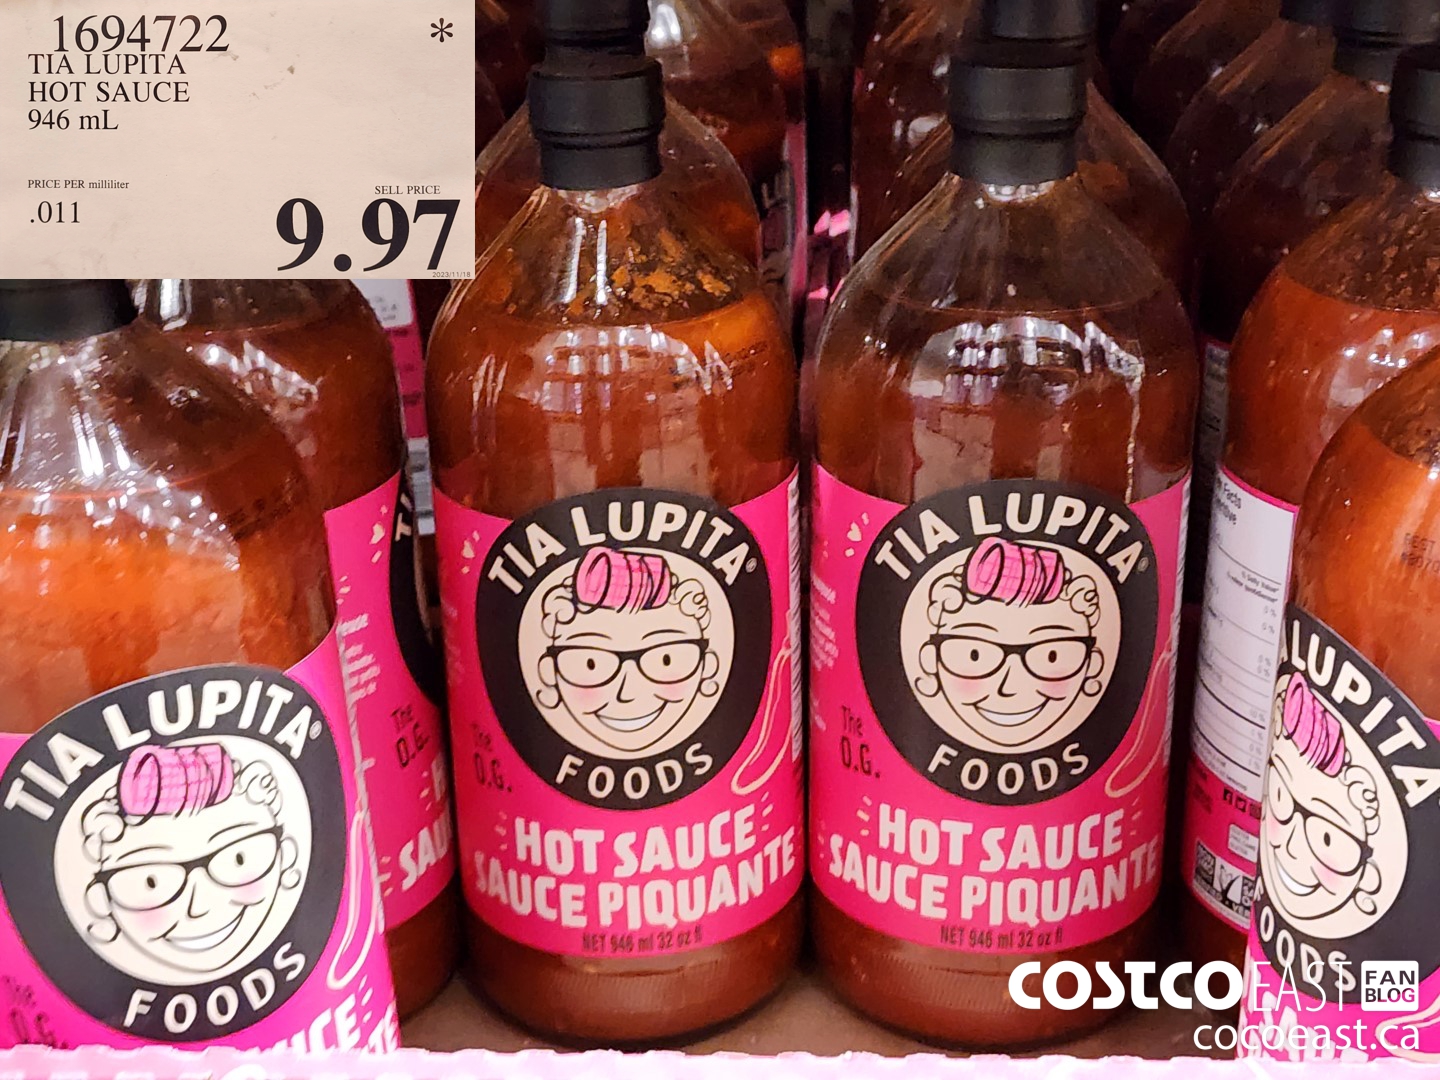 1694722
*
TIA LUPITA
HOT SAUCE
946 mL
PRICE PER milliliter
.011
SELL PRICE
9.97
2023/11/18
TIA LUPITA®
FOODS
TIA LUPITA®
FOODS
The
O.G.
HOT SAUCE
SAUCE PIQUANTE
NET 946 ml 32 oz fl
TIA LUPITA®
FOODS
The
O.G.
HOT SAUCE
SAUCE PIQUANTE
NET 946 ml 32 oz fl
The
O.G.
LUPITA
FOODS
COSTCO EAST FAN BLOG
cocoeast.ca